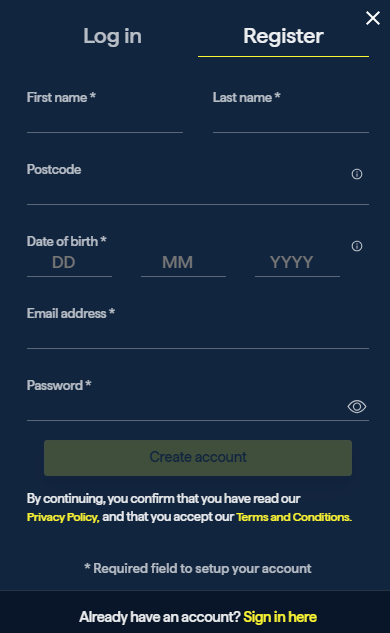 Log in Register
First name * Last name *
Postcode
Date of birth *
DD MM YYYY
Email address *
Password *
Create account
By continuing, you confirm that you have read our
Privacy Policy, and that you accept our Terms and Conditions.
* Required field to setup your account
Already have an account? Sign in here